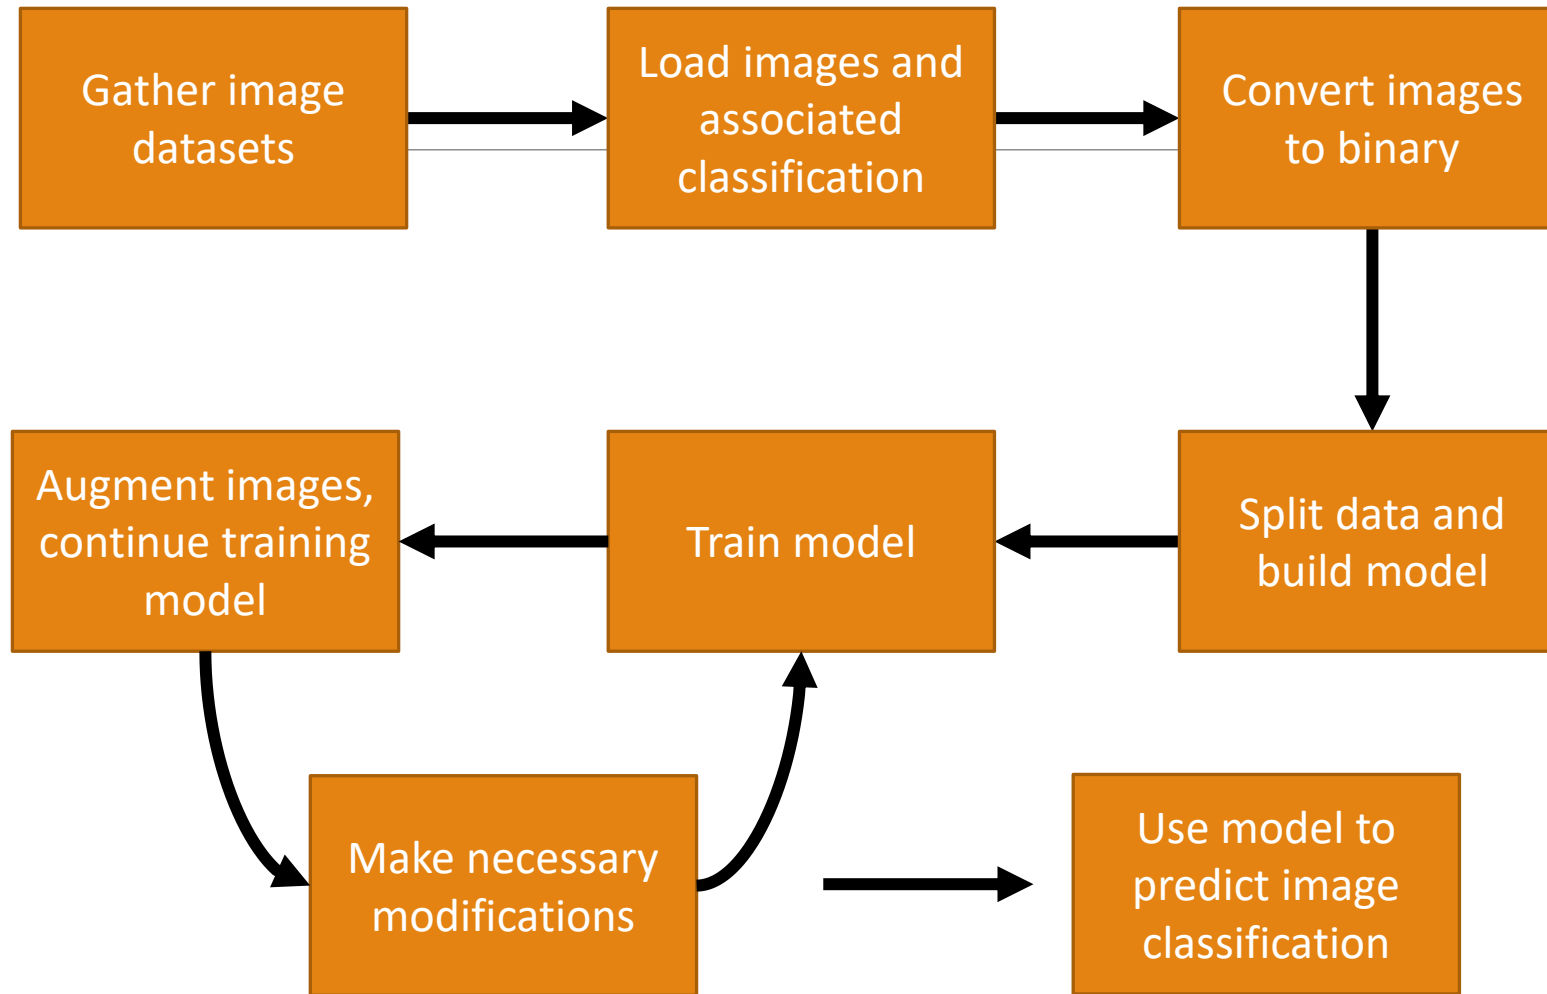 Gather image
datasets
Load images and
associated
classification
Convert images
to binary
Split data and
build model
Train model
Augment images,
continue training
model
Make necessary
modifications
Use model to
predict image
classification